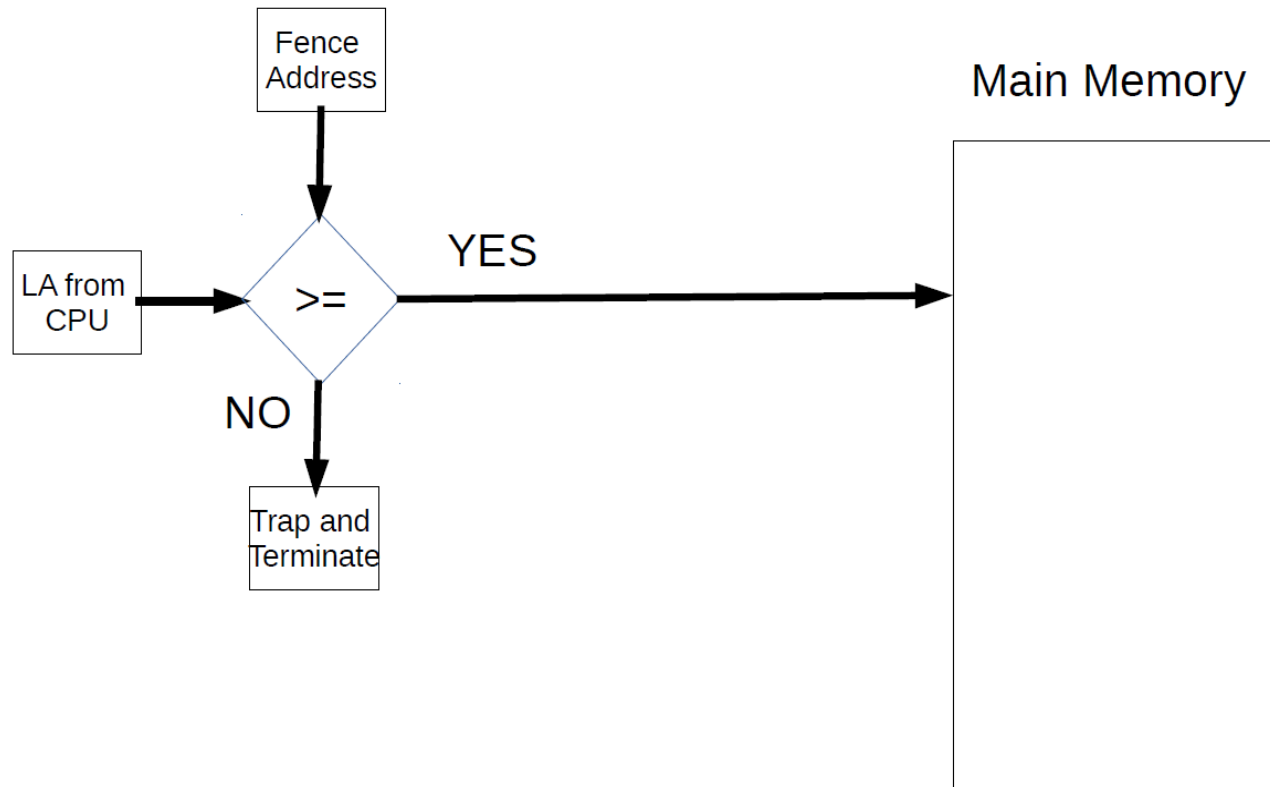 Fence
Address
Main Memory
YES
LA from
CPU
>=
NO
Trap and
Terminate